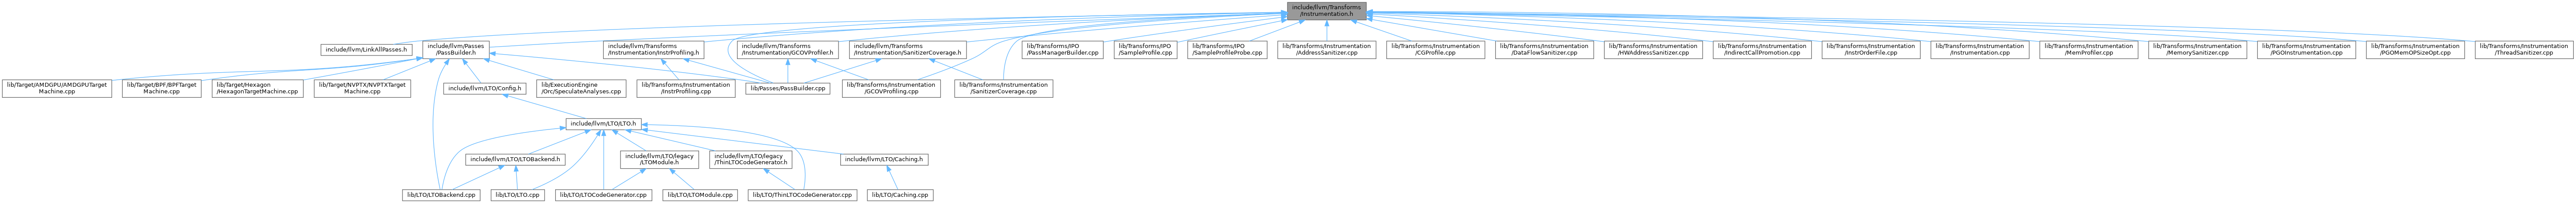 include/llvm/Transforms
/Instrumentation.h
include/llvm/LinkAllPasses.h
include/llvm/Passes
/PassBuilder.h
include/llvm/Transforms
/Instrumentation/InstrProfiling.h
include/llvm/Transforms
/Instrumentation/GCOVProfiler.h
include/llvm/Transforms
/Instrumentation/SanitizerCoverage.h
lib/Transforms/IPO
/PassManagerBuilder.cpp
lib/Transforms/IPO
/SampleProfile.cpp
lib/Transforms/IPO
/SampleProfileProbe.cpp
lib/Transforms/Instrumentation
/AddressSanitizer.cpp
lib/Transforms/Instrumentation
/CGProfile.cpp
lib/Transforms/Instrumentation
/DataFlowSanitizer.cpp
lib/Transforms/Instrumentation
/HWAddressSanitizer.cpp
lib/Transforms/Instrumentation
/IndirectCallPromotion.cpp
lib/Transforms/Instrumentation
/InstrOrderFile.cpp
lib/Transforms/Instrumentation
/Instrumentation.cpp
lib/Transforms/Instrumentation
/MemProfiler.cpp
lib/Transforms/Instrumentation
/MemorySanitizer.cpp
lib/Transforms/Instrumentation
/PGOInstrumentation.cpp
lib/Transforms/Instrumentation
/PGOMemOPSizeOpt.cpp
lib/Transforms/Instrumentation
/ThreadSanitizer.cpp
lib/Target/AMDGPU/AMDGPUTarget
Machine.cpp
lib/Target/BPF/BPFTarget
Machine.cpp
lib/Target/Hexagon
/HexagonTargetMachine.cpp
lib/Target/NVPTX/NVPTXTarget
Machine.cpp
include/llvm/LTO/Config.h
lib/ExecutionEngine
/Orc/SpeculateAnalyses.cpp
lib/Transforms/Instrumentation
/InstrProfiling.cpp
lib/Passes/PassBuilder.cpp
lib/Transforms/Instrumentation
/GCOVProfiling.cpp
lib/Transforms/Instrumentation
/SanitizerCoverage.cpp
include/llvm/LTO/LTO.h
include/llvm/LTO/LTOBackend.h
include/llvm/LTO/legacy
/LTOModule.h
include/llvm/LTO/legacy
/ThinLTOCodeGenerator.h
include/llvm/LTO/Caching.h
lib/LTO/LTOBackend.cpp
lib/LTO/LTO.cpp
lib/LTO/LTOCodeGenerator.cpp
lib/LTO/LTOModule.cpp
lib/LTO/ThinLTOCodeGenerator.cpp
lib/LTO/Caching.cpp